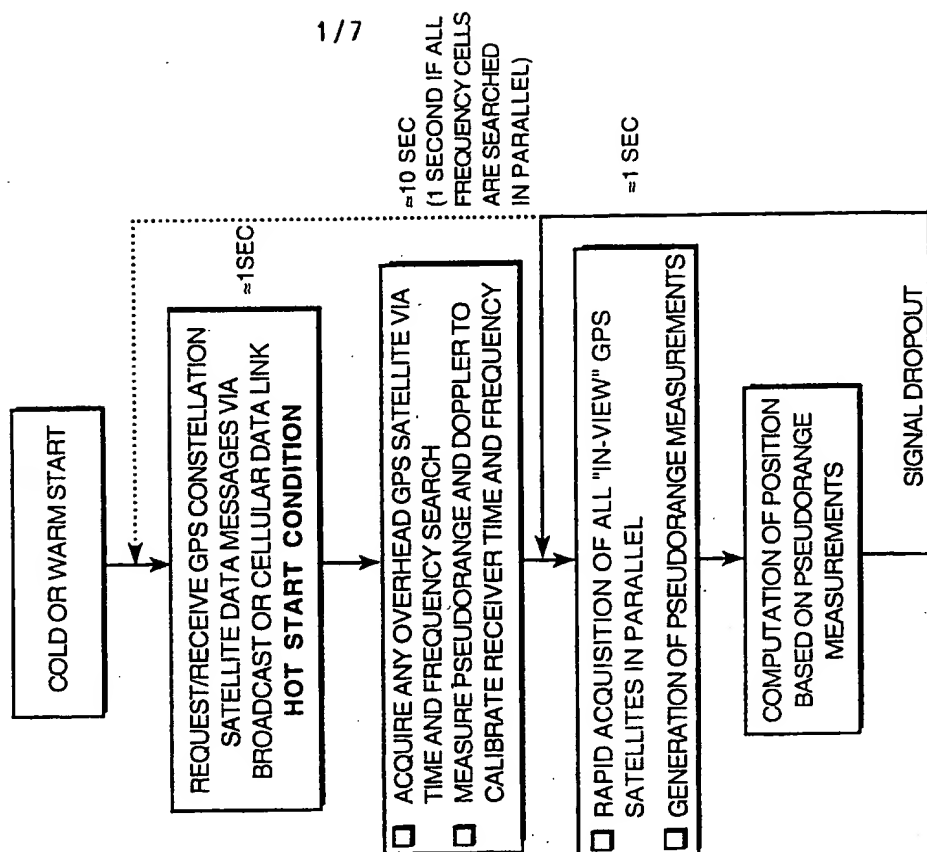 1/7
COLD OR WARM START
REQUEST/RECEIVE GPS CONSTELLATION
SATELLITE DATA MESSAGES VIA
BROADCAST OR CELLULAR DATA LINK
HOT START CONDITION
≈1SEC
ACQUIRE ANY OVERHEAD GPS SATELLITE VIA
TIME AND FREQUENCY SEARCH
MEASURE PSEUDORANGE AND DOPPLER TO
CALIBRATE RECEIVER TIME AND FREQUENCY
≈10 SEC
(1 SECOND IF ALL
FREQUENCY CELLS
ARE SEARCHED
IN PARALLEL)
RAPID ACQUISITION OF ALL "IN-VIEW" GPS
SATELLITES IN PARALLEL
GENERATION OF PSEUDORANGE MEASUREMENTS
≈1 SEC
COMPUTATION OF POSITION
BASED ON PSEUDORANGE
MEASUREMENTS
SIGNAL DROPOUT